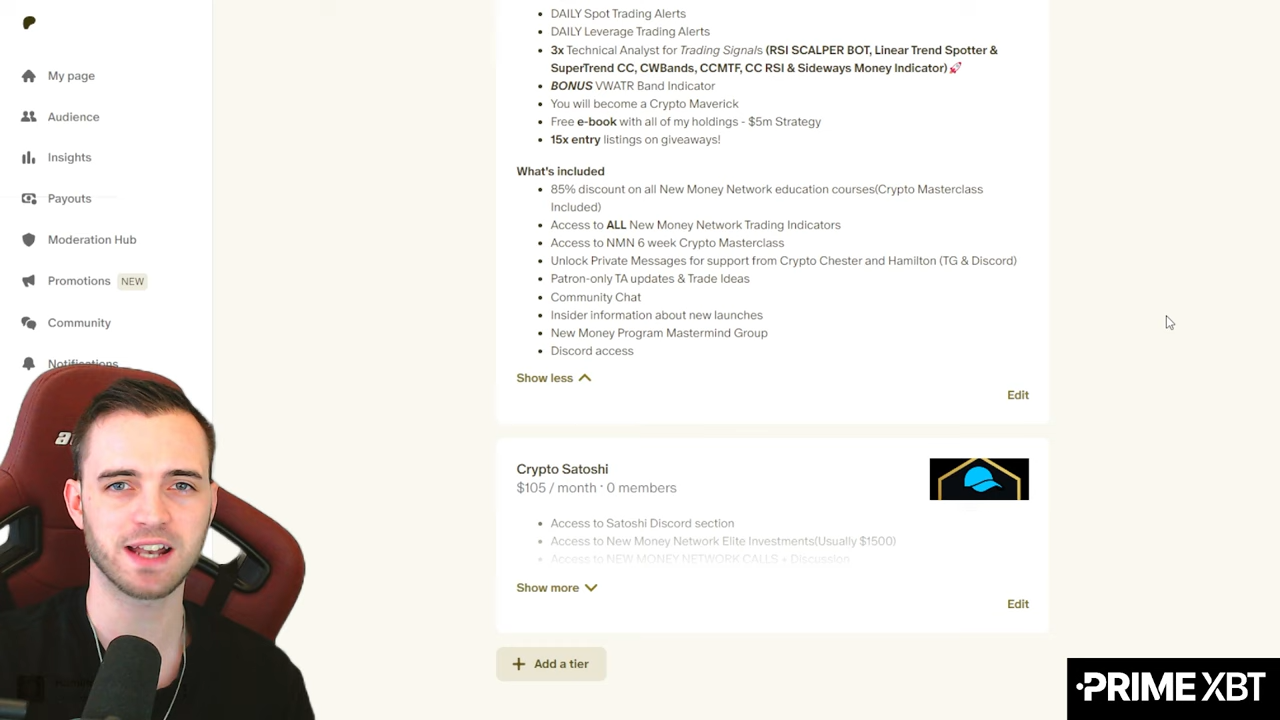 My page
Audience
Insights
Payouts
Moderation Hub
Promotions NEW
Community
Notifications
DAILY Spot Trading Alerts
DAILY Leverage Trading Alerts
3x Technical Analyst for Trading Signals (RSI SCALPER BOT, Linear Trend Spotter &
SuperTrend CC, CWBands, CCMTF, CC RSI & Sideways Money Indicator)🚀
BONUS VWATR Band Indicator
You will become a Crypto Maverick
Free e-book with all of my holdings - $5m Strategy
15x entry listings on giveaways!
What's included
85% discount on all New Money Network education courses(Crypto Masterclass
Included)
Access to ALL New Money Network Trading Indicators
Access to NMN 6 week Crypto Masterclass
Unlock Private Messages for support from Crypto Chester and Hamilton (TG & Discord)
Patron-only TA updates & Trade Ideas
Community Chat
Insider information about new launches
New Money Program Mastermind Group
Discord access
Show less
Edit
Crypto Satoshi
$105 / month · 0 members
Access to Satoshi Discord section
Access to New Money Network Elite Investments(Usually $1500)
Access to NEW MONEY NETWORK CALLS + Discussion
Show more
Edit
+ Add a tier
PRIME XBT